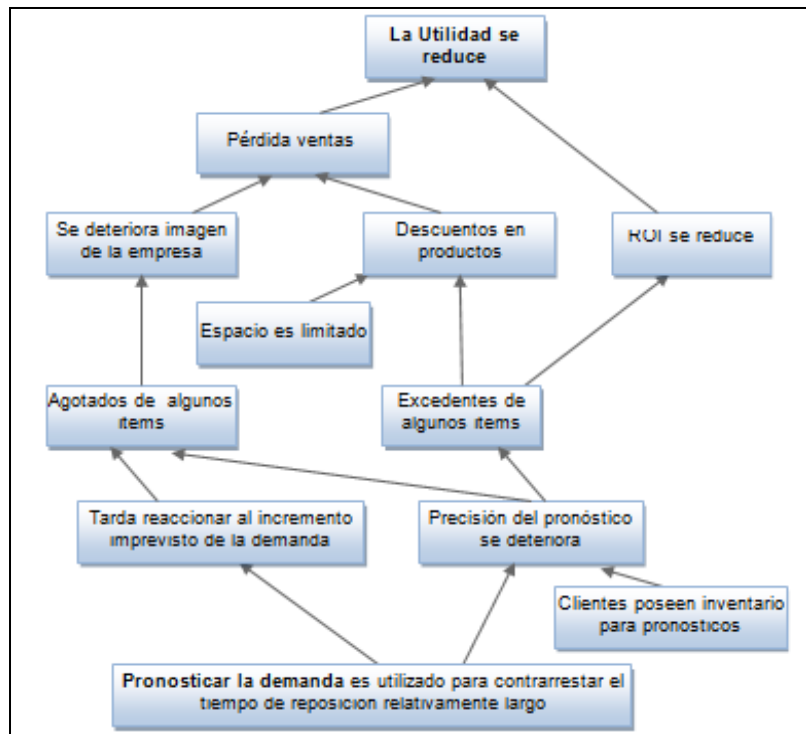 La Utilidad se
reduce
Pérdida ventas
Se deteriora imagen
de la empresa
Descuentos en
productos
ROI se reduce
Espacio es limitado
Agotados de algunos
items
Excedentes de
algunos items
Tarda reaccionar al incremento
imprevisto de la demanda
Precisión del pronóstico
se deteriora
Clientes poseen inventario
para pronosticos
Pronosticar la demanda es utilizado para contrarrestar el
tiempo de reposicion relativamente largo